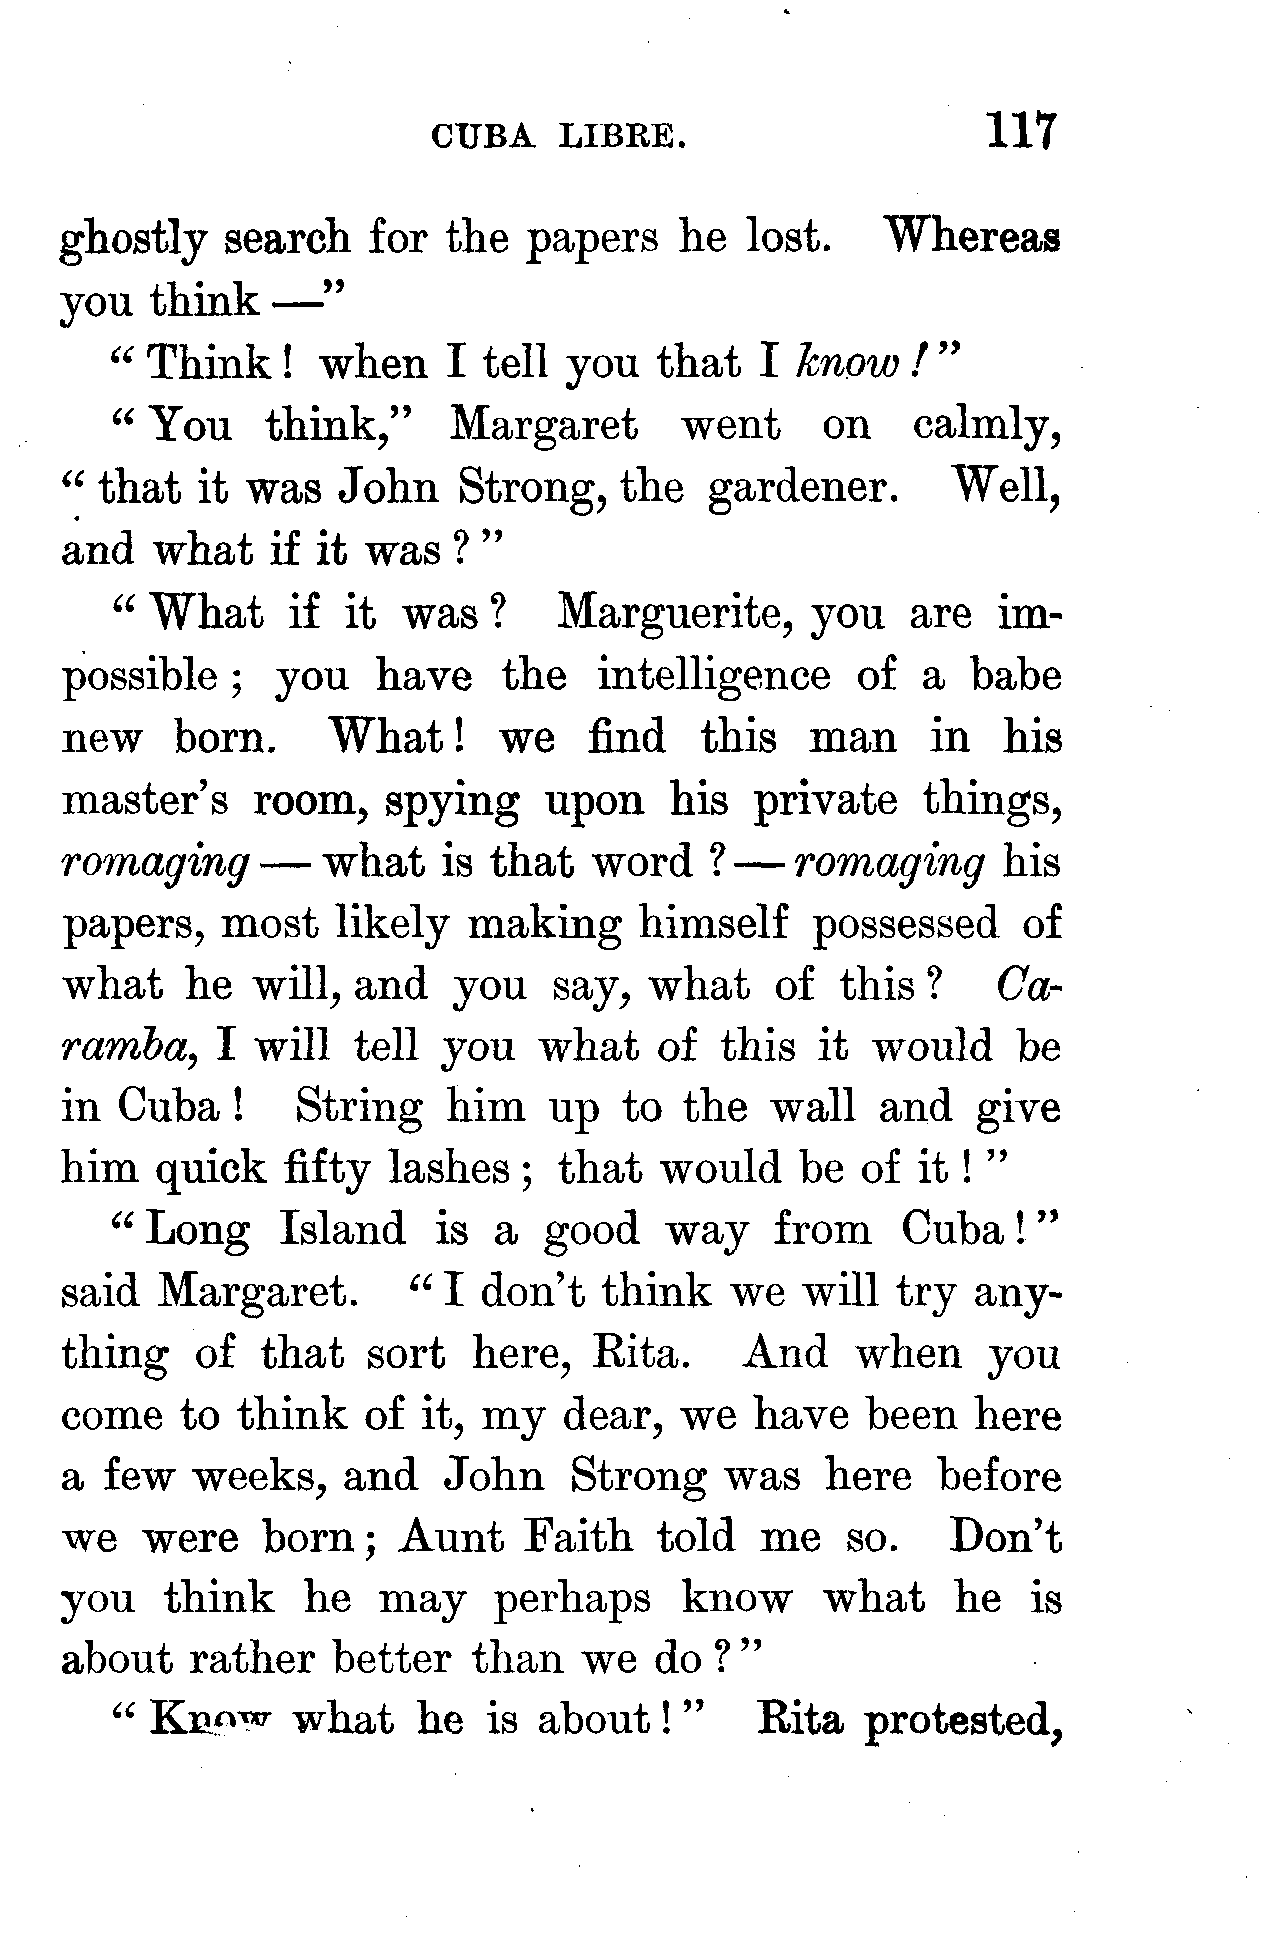 CUBA LIBRE. 117
ghostly search for the papers he lost. Whereas
you think —"
"Think! when I tell you that I know!"
"You think," Margaret went on calmly,
"that it was John Strong, the gardener. Well,
and what if it was?"
"What if it was? Marguerite, you are im-
possible; you have the intelligence of a babe
new born. What! we find this man in his
master's room, spying upon his private things,
romaging — what is that word? — romaging his
papers, most likely making himself possessed of
what he will, and you say, what of this? Ca-
ramba, I will tell you what of this it would be
in Cuba! String him up to the wall and give
him quick fifty lashes; that would be of it!"
"Long Island is a good way from Cuba!"
said Margaret. "I don't think we will try any-
thing of that sort here, Rita. And when you
come to think of it, my dear, we have been here
a few weeks, and John Strong was here before
we were born; Aunt Faith told me so. Don't
you think he may perhaps know what he is
about rather better than we do?"
"Know what he is about!" Rita protested,